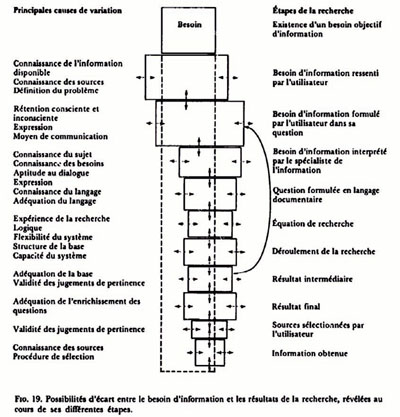 Principales causes de variation
Étapes de la recherche
Besoin
Existence d'un besoin objectif
d'information
Connaissance de l'information
disponible
Connaissance des sources
Définition du problème
Besoin d'information ressenti
par l'utilisateur
Rétention consciente et
inconsciente
Expression
Moyen de communication
Besoin d'information formulé
par l'utilisateur dans sa
question
Connaissance du sujet
Connaissance des besoins
Aptitude au dialogue
Expression
Besoin d'information interprété
par le spécialiste de
l'information
Connaissance du langage
Adéquation du langage
Question formulée en langage
documentaire
Expérience de la recherche
Logique
Flexibilité du système
Équation de recherche
Structure de la base
Capacité du système
Déroulement de la recherche
Adéquation de la base
Validité des jugements de pertinence
Résultat intermédiaire
Adéquation de l'enrichissement des
questions
Résultat final
Validité des jugements de pertinence
Sources sélectionnées par
l'utilisateur
Connaissance des sources
Procédure de sélection
Information obtenue
FIG. 19. Possibilités d'écart entre le besoin d'information et les résultats de la recherche, révélées au
cours de ses différentes étapes.